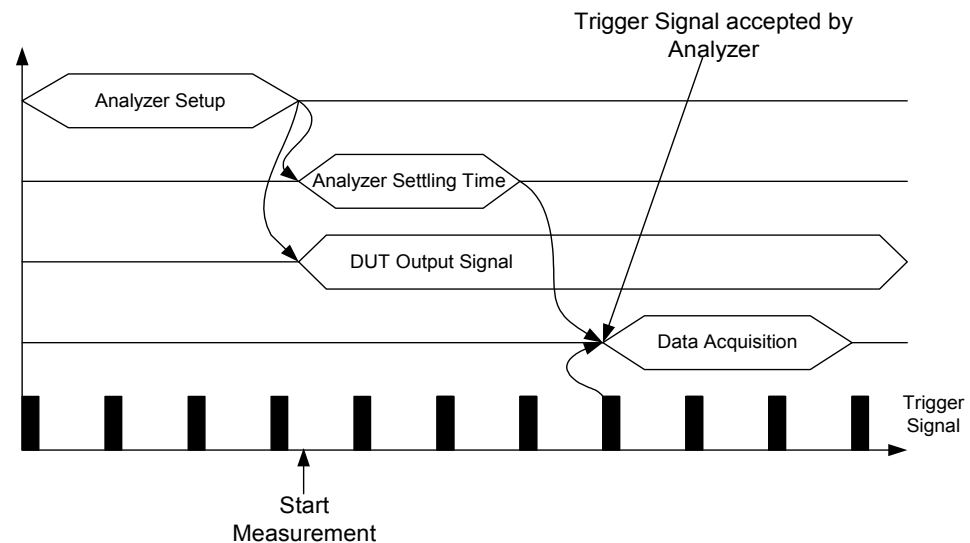 Trigger Signal accepted by
Analyzer
Analyzer Setup
Analyzer Settling Time
DUT Output Signal
Data Acquisition
Trigger
Signal
Start
Measurement